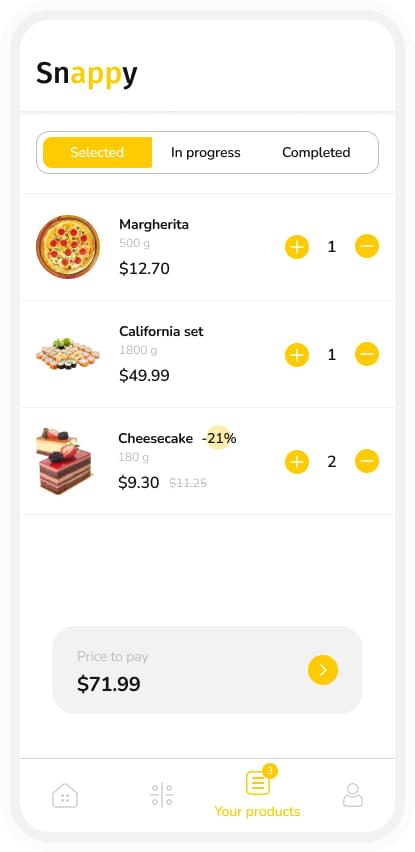 Snappy
Selected In progress Completed
Margherita
500 g
$12.70
1
California set
1800 g
$49.99
1
Cheesecake -21%
180 g
$9.30 $11.25
2
Price to pay
$71.99
3
Your products